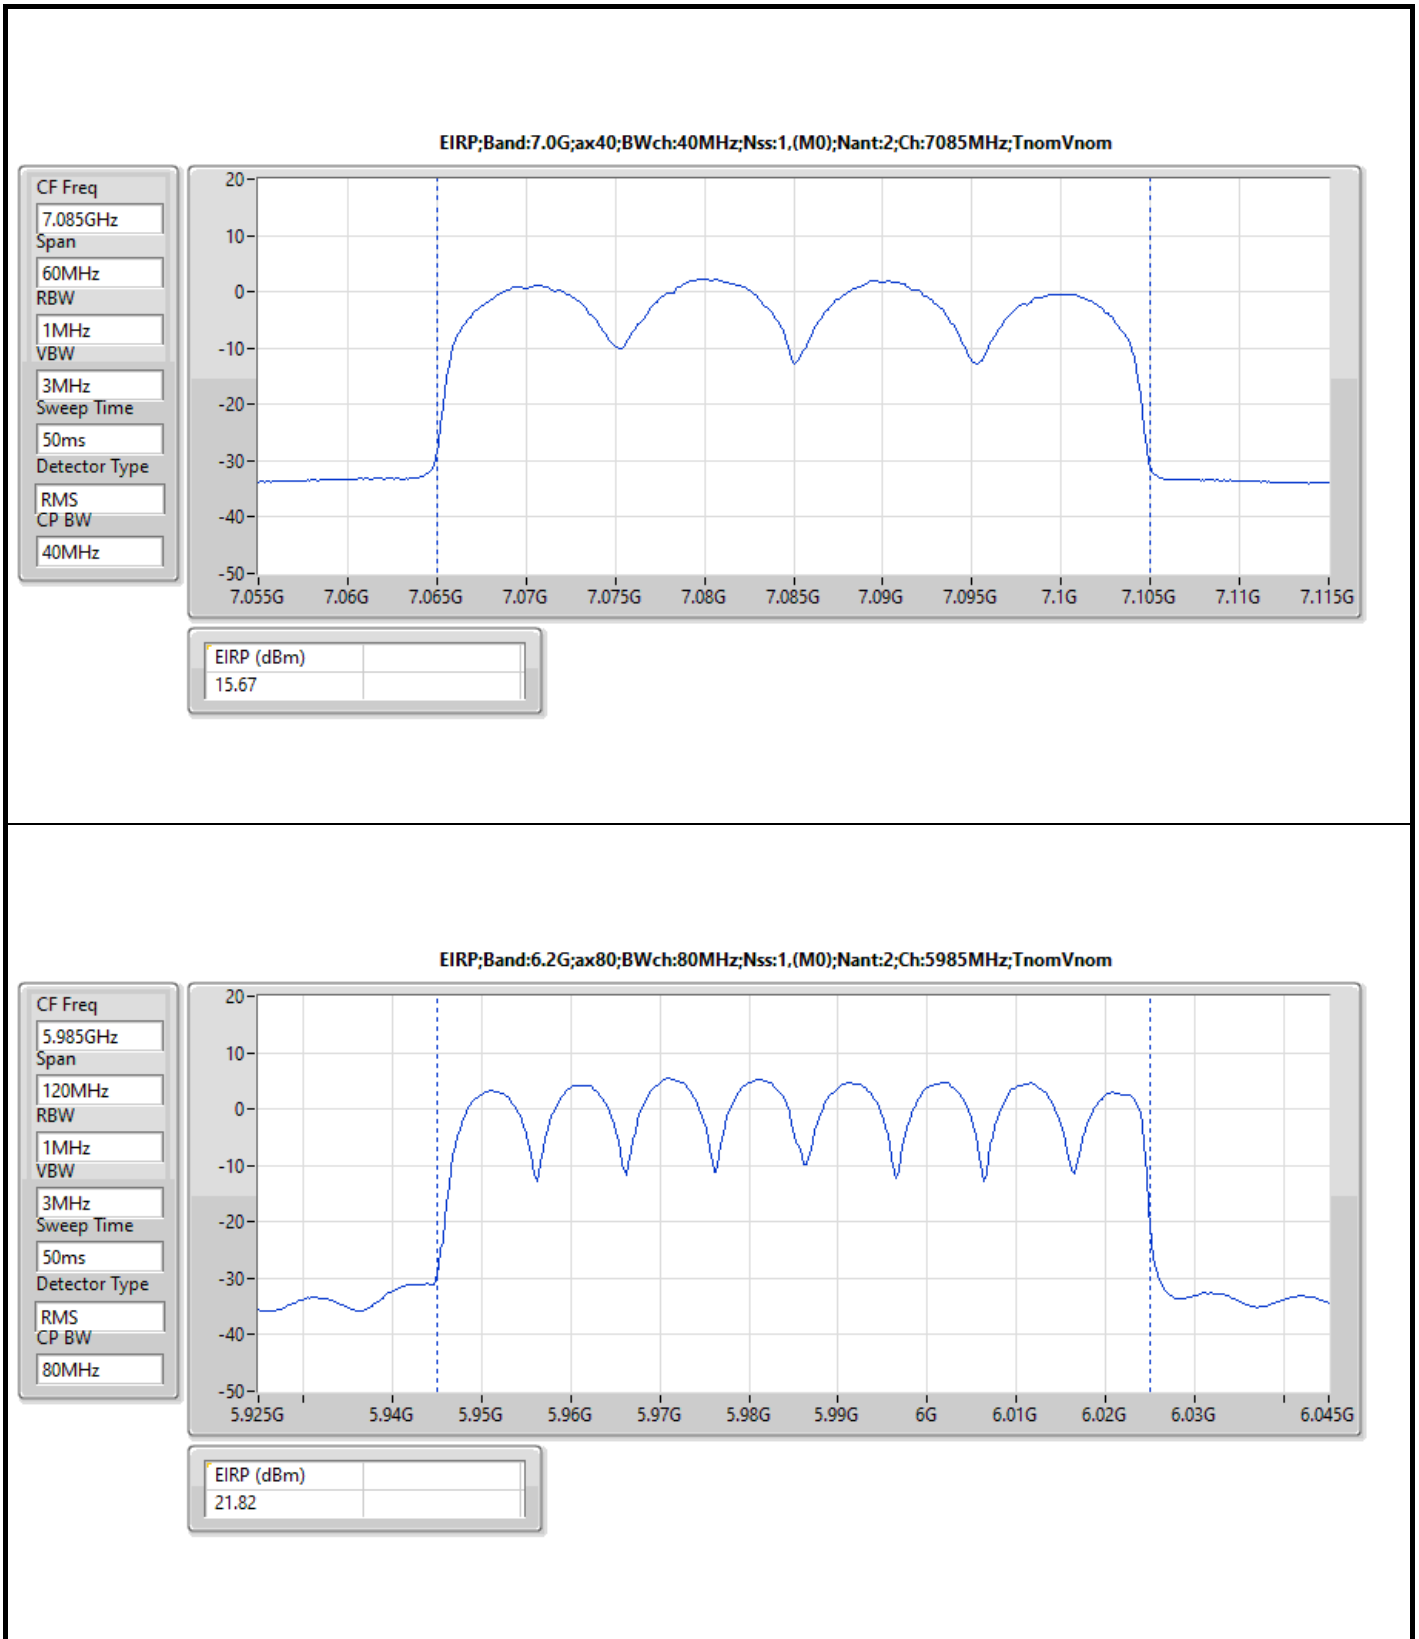 EIRP;Band:7.0G;ax40;BWch:40MHz;Nss:1,(M0);Nant:2;Ch:7085MHz;TnomVnom
CF Freq
7.085GHz
Span
60MHz
RBW
1MHz
VBW
3MHz
Sweep Time
50ms
Detector Type
RMS
CP BW
40MHz
20
10
0
-10
-20
-30
-40
-50
7.055G 7.06G 7.065G 7.07G 7.075G 7.08G 7.085G 7.09G 7.095G 7.1G 7.105G 7.11G 7.115G
EIRP (dBm)
15.67
EIRP;Band:6.2G;ax80;BWch:80MHz;Nss:1,(M0);Nant:2;Ch:5985MHz;TnomVnom
CF Freq
5.985GHz
Span
120MHz
RBW
1MHz
VBW
3MHz
Sweep Time
50ms
Detector Type
RMS
CP BW
80MHz
20
10
0
-10
-20
-30
-40
-50
5.925G 5.94G 5.95G 5.96G 5.97G 5.98G 5.99G 6G 6.01G 6.02G 6.03G 6.045G
EIRP (dBm)
21.82